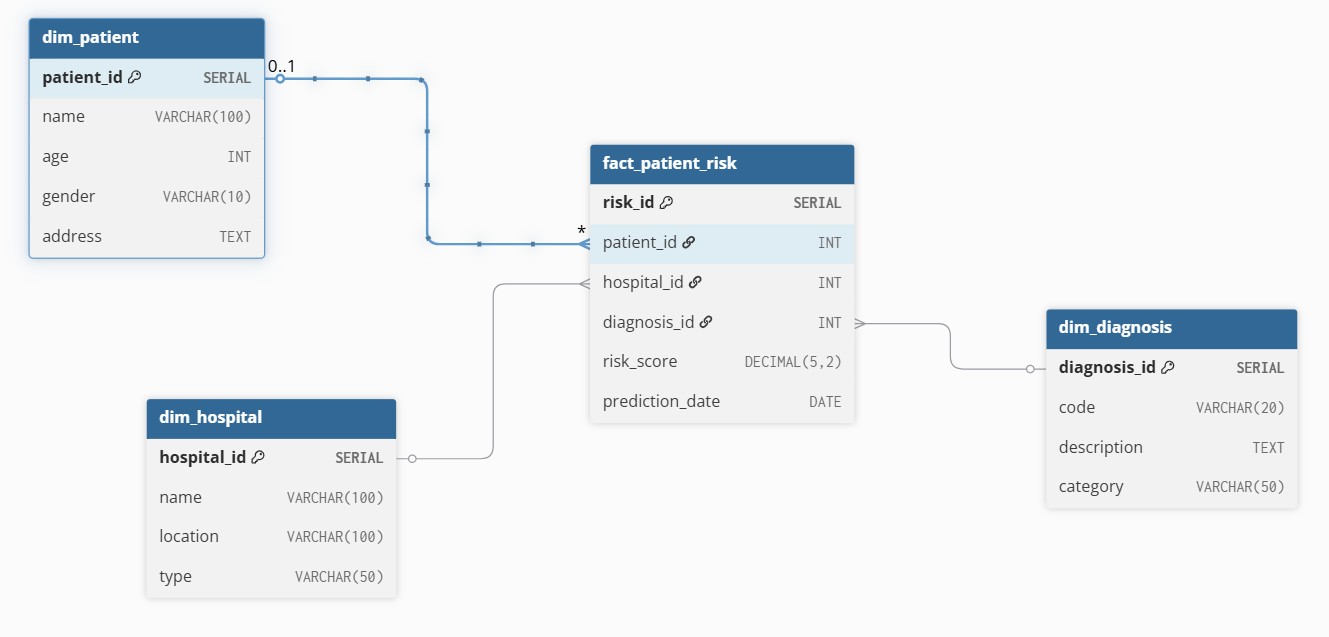 dim_patient
patient_id SERIAL
name VARCHAR(100)
age INT
gender VARCHAR(10)
address TEXT
0..1
*
fact_patient_risk
risk_id SERIAL
patient_id INT
hospital_id INT
diagnosis_id INT
risk_score DECIMAL(5,2)
prediction_date DATE
dim_hospital
hospital_id SERIAL
name VARCHAR(100)
location VARCHAR(100)
type VARCHAR(50)
dim_diagnosis
diagnosis_id SERIAL
code VARCHAR(20)
description TEXT
category VARCHAR(50)